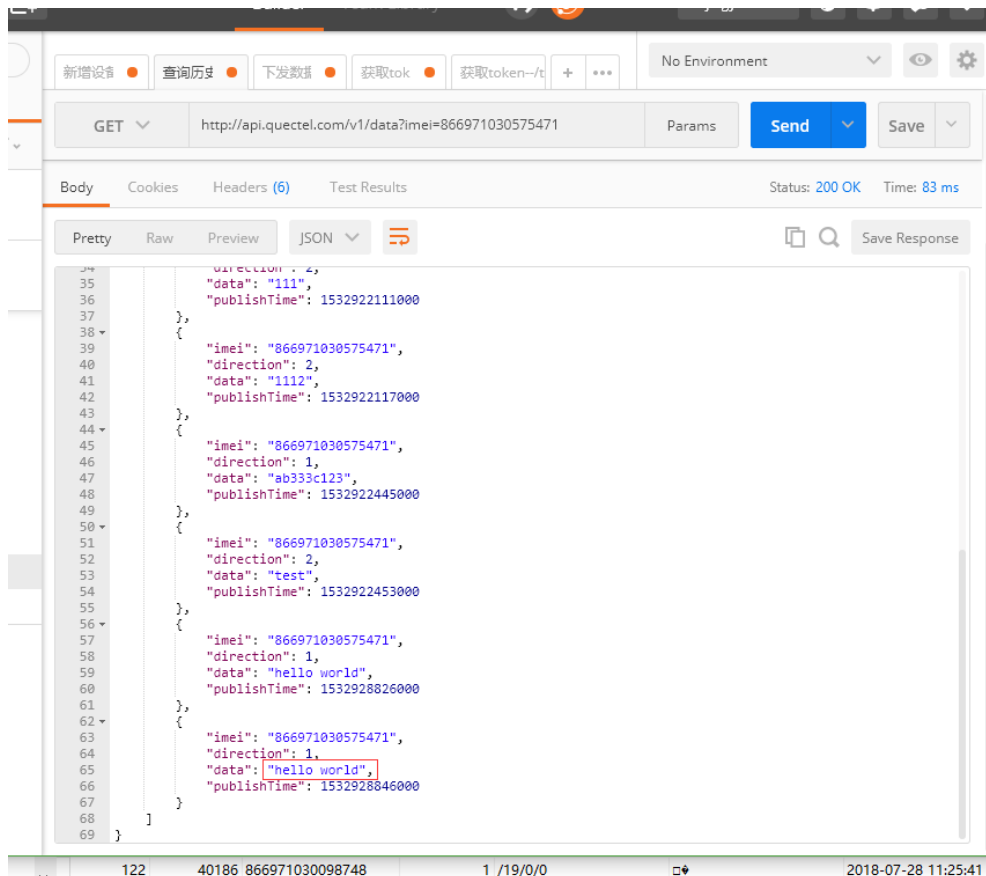 新增设备
查询历史
下发数据
获取tok
获取token--/t
+
No Environment
GET
http://api.quectel.com/v1/data?imei=866971030575471
Params
Send
Save
Body
Cookies
Headers (6)
Test Results
Status: 200 OK
Time: 83 ms
Pretty
Raw
Preview
JSON
Save Response
34 "direction": 2,
35 "data": "111",
36 "publishTime": 1532922111000
37 },
38 {
39 "imei": "866971030575471",
40 "direction": 2,
41 "data": "1112",
42 "publishTime": 1532922117000
43 },
44 {
45 "imei": "866971030575471",
46 "direction": 1,
47 "data": "ab333c123",
48 "publishTime": 1532922445000
49 },
50 {
51 "imei": "866971030575471",
52 "direction": 2,
53 "data": "test",
54 "publishTime": 1532922453000
55 },
56 {
57 "imei": "866971030575471",
58 "direction": 1,
59 "data": "hello world",
60 "publishTime": 1532928826000
61 },
62 {
63 "imei": "866971030575471",
64 "direction": 1,
65 "data": "hello world",
66 "publishTime": 1532928846000
67 }
68 ]
69 }
122 40186 866971030098748 1 /19/0/0 2018-07-28 11:25:41